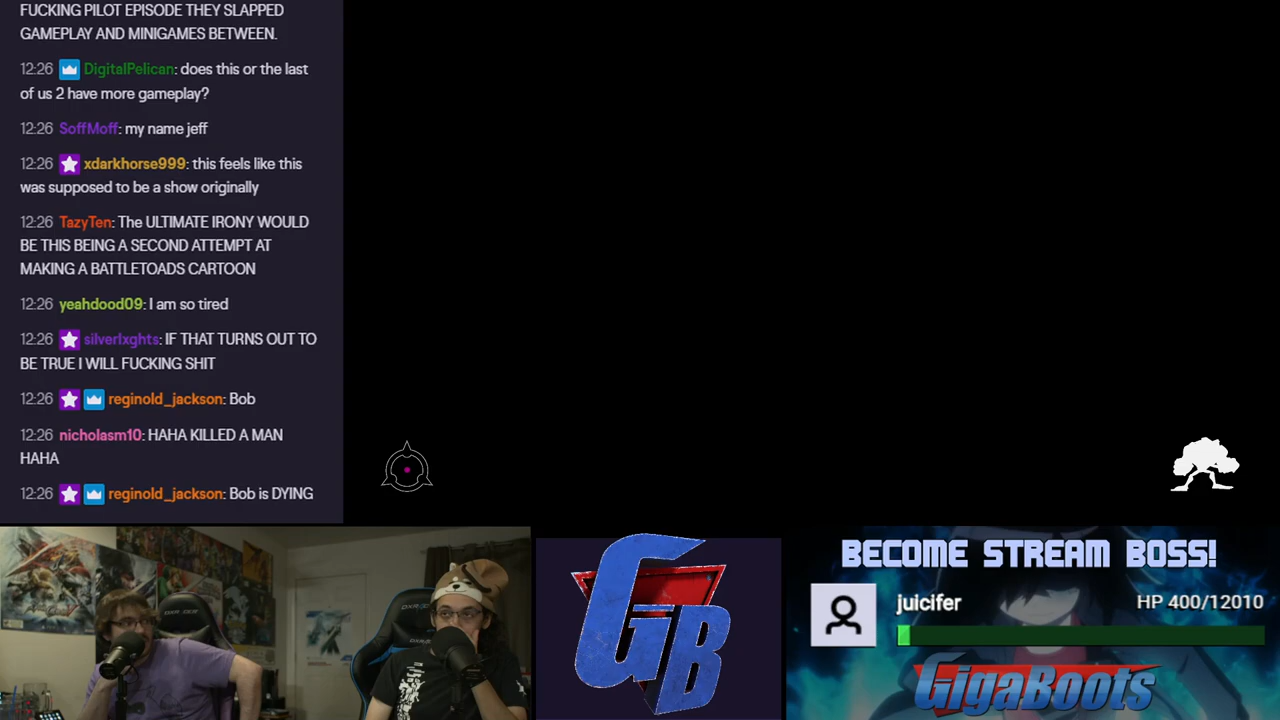 FUCKING PILOT EPISODE THEY SLAPPED
GAMEPLAY AND MINIGAMES BETWEEN.
12:26 DigitalPelican: does this or the last
of us 2 have more gameplay?
12:26 SoffMoff: my name jeff
12:26 xdarkhorse999: this feels like this
was supposed to be a show originally
12:26 TazyTen: The ULTIMATE IRONY WOULD
BE THIS BEING A SECOND ATTEMPT AT
MAKING A BATTLETOADS CARTOON
12:26 yeahdood09: I am so tired
12:26 silverlxghts: IF THAT TURNS OUT TO
BE TRUE I WILL FUCKING SHIT
12:26 reginold_jackson: Bob
12:26 nicholasm10: HAHA KILLED A MAN
HAHA
12:26 reginold_jackson: Bob is DYING
GB
BECOME STREAM BOSS!
juicifer HP 400/12010
GIGABOOTS